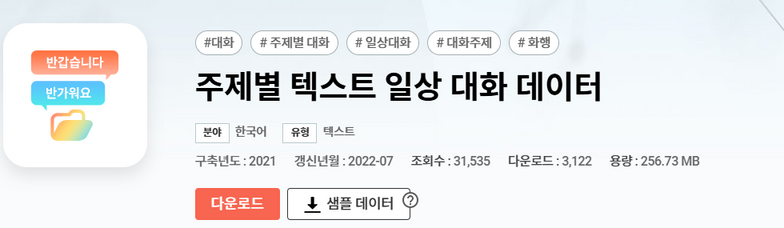 반갑습니다
반가워요
#대화 # 주제별 대화 # 일상대화 # 대화주제 # 화행
주제별 텍스트 일상 대화 데이터
분야 한국어 유형 텍스트
구축년도 : 2021 갱신년월 : 2022-07 조회수 : 31,535 다운로드 : 3,122 용량 : 256.73 MB
다운로드 샘플 데이터 ?